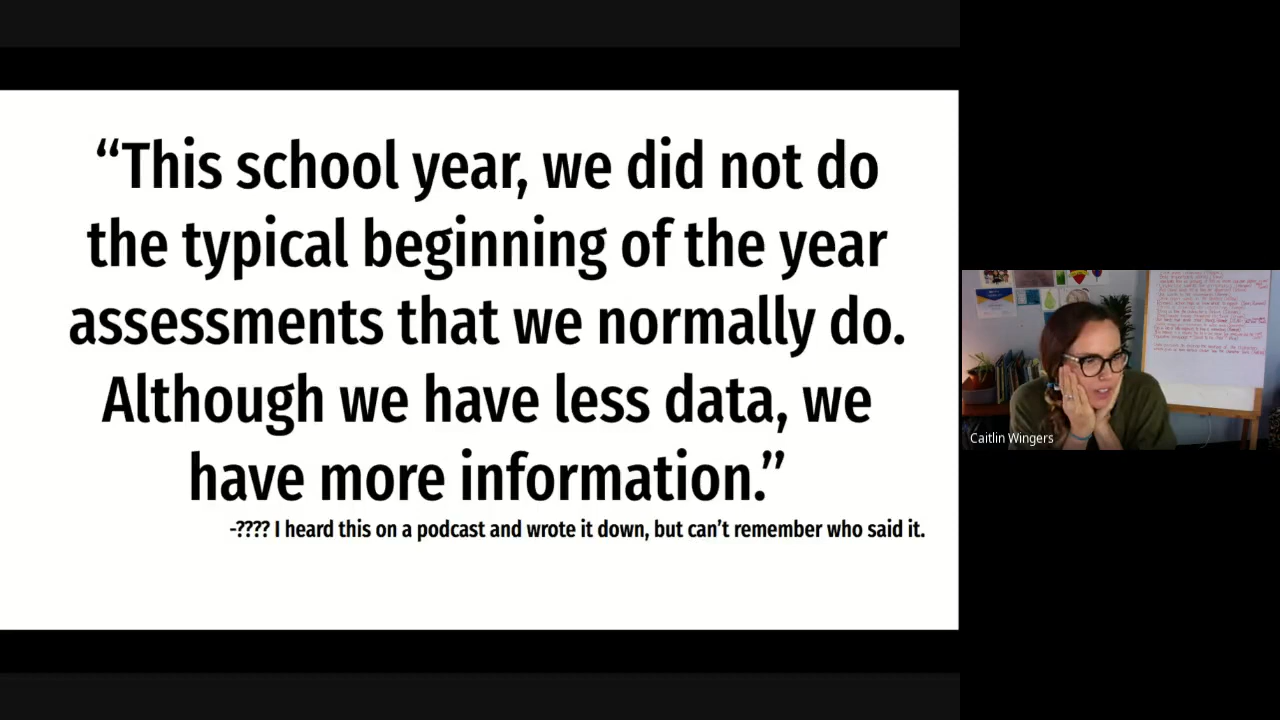 “This school year, we did not do
the typical beginning of the year
assessments that we normally do.
Although we have less data, we
have more information.”
-???? I heard this on a podcast and wrote it down, but can’t remember who said it.
Caitlin Wingers